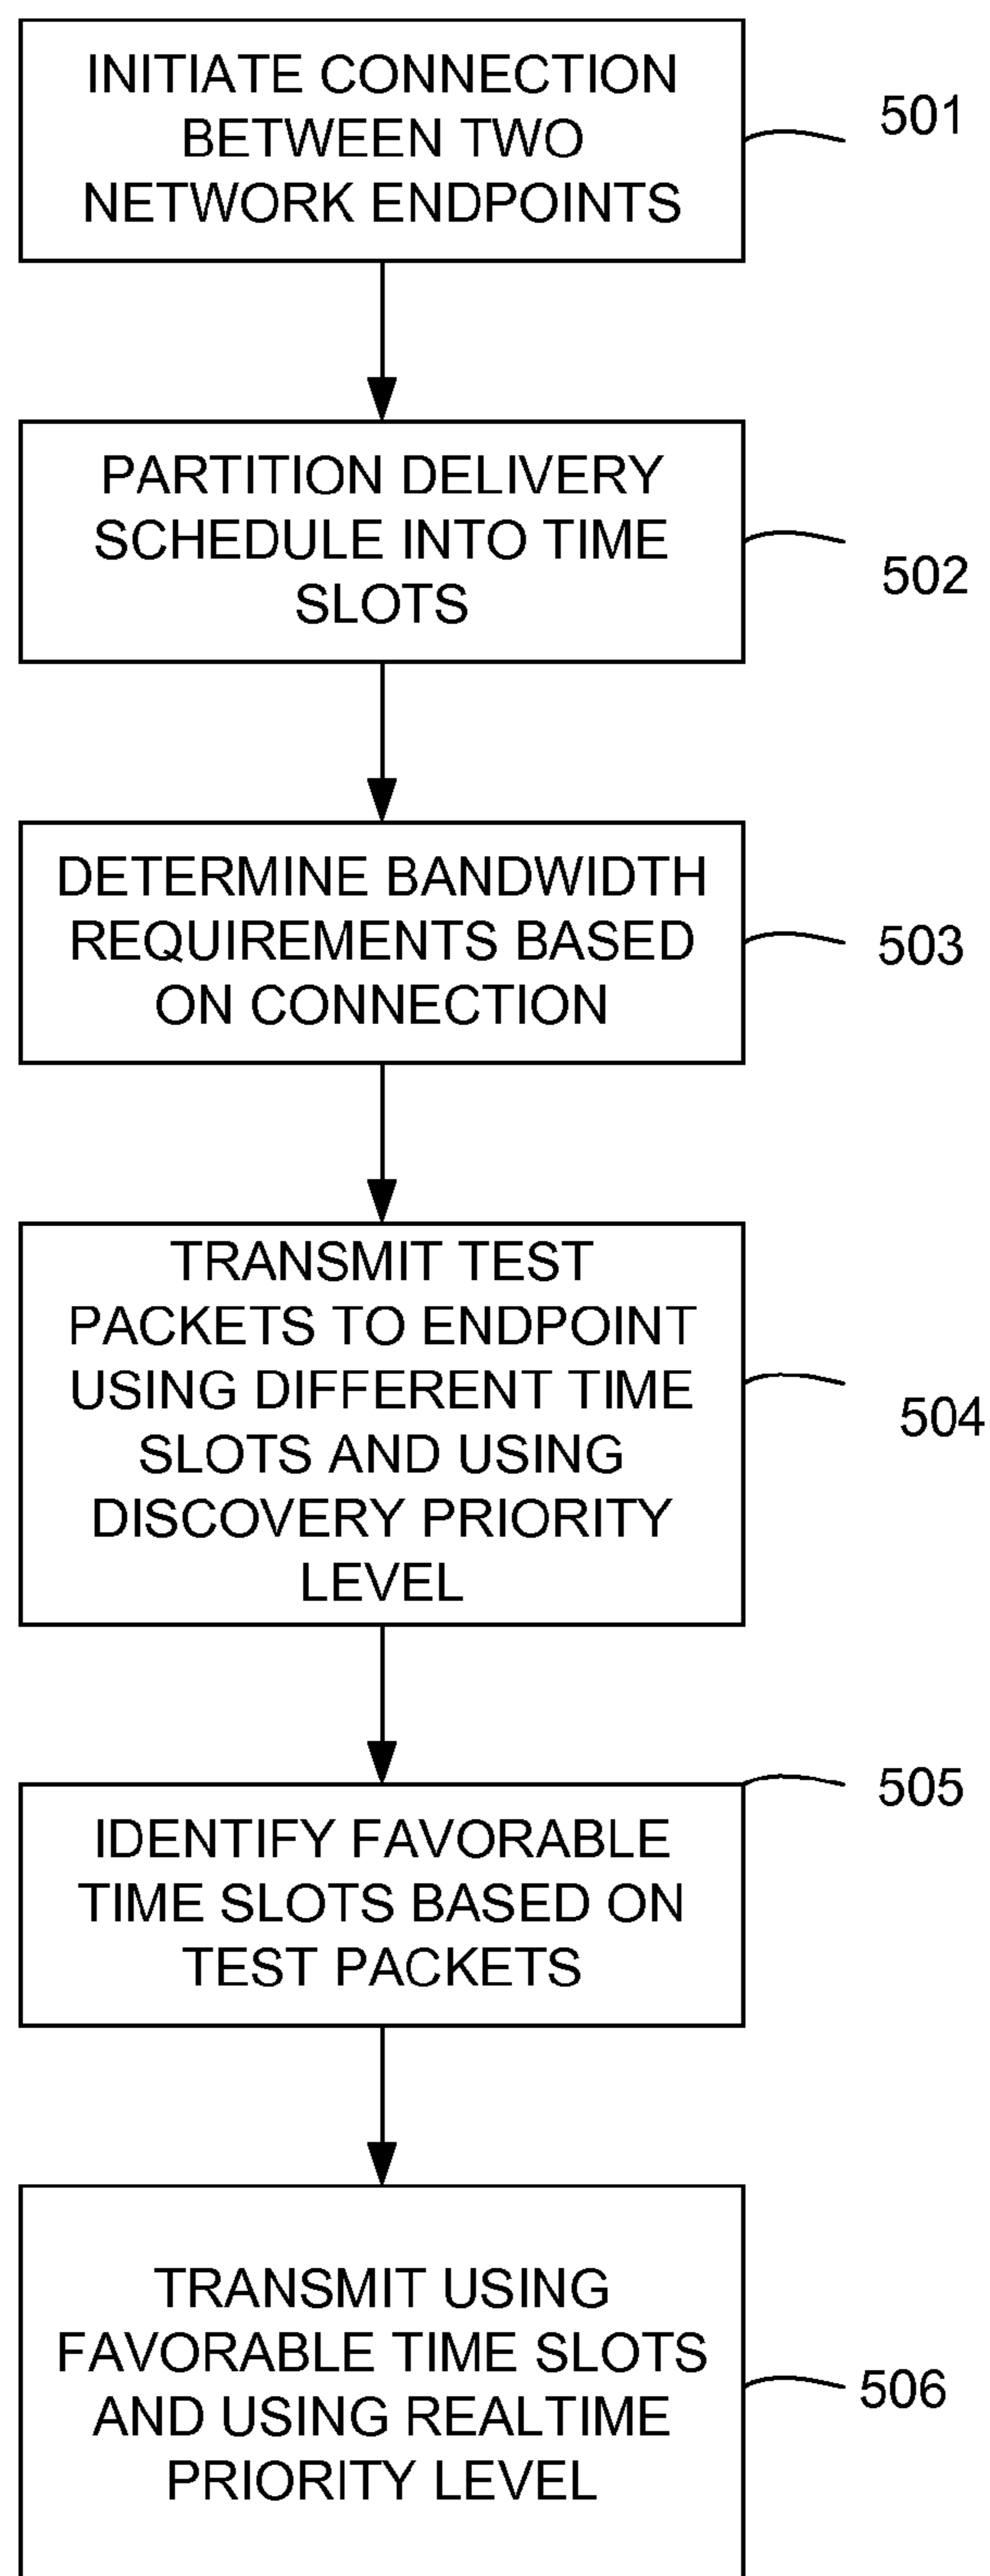 INITIATE CONNECTION
BETWEEN TWO
NETWORK ENDPOINTS
501
PARTITION DELIVERY
SCHEDULE INTO TIME
SLOTS
502
DETERMINE BANDWIDTH
REQUIREMENTS BASED
ON CONNECTION
503
TRANSMIT TEST
PACKETS TO ENDPOINT
USING DIFFERENT TIME
SLOTS AND USING
DISCOVERY PRIORITY
LEVEL
504
IDENTIFY FAVORABLE
TIME SLOTS BASED ON
TEST PACKETS
505
TRANSMIT USING
FAVORABLE TIME SLOTS
AND USING REALTIME
PRIORITY LEVEL
506